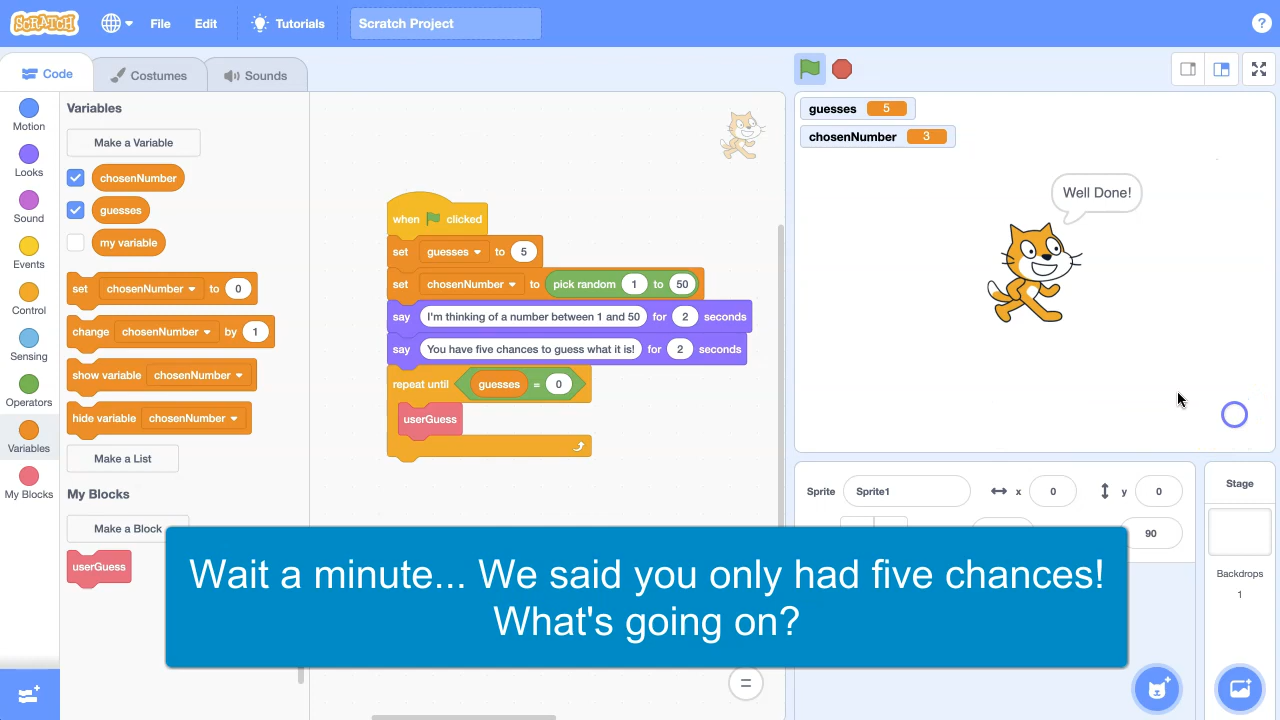 SCRATCH
File
Edit
Tutorials
Scratch Project
?
Code
Costumes
Sounds
Motion
Looks
Sound
Events
Control
Sensing
Operators
Variables
My Blocks
Variables
Make a Variable
chosenNumber
guesses
my variable
set chosenNumber to 0
change chosenNumber by 1
show variable chosenNumber
hide variable chosenNumber
Make a List
My Blocks
Make a Block
userGuess
when clicked
set guesses to 5
set chosenNumber to pick random 1 to 50
say I'm thinking of a number between 1 and 50 for 2 seconds
say You have five chances to guess what it is! for 2 seconds
repeat until guesses = 0
userGuess
guesses 5
chosenNumber 3
Well Done!
Sprite Sprite1 x 0 y 0
90
Stage
Backdrops
1
Wait a minute... We said you only had five chances!
What's going on?